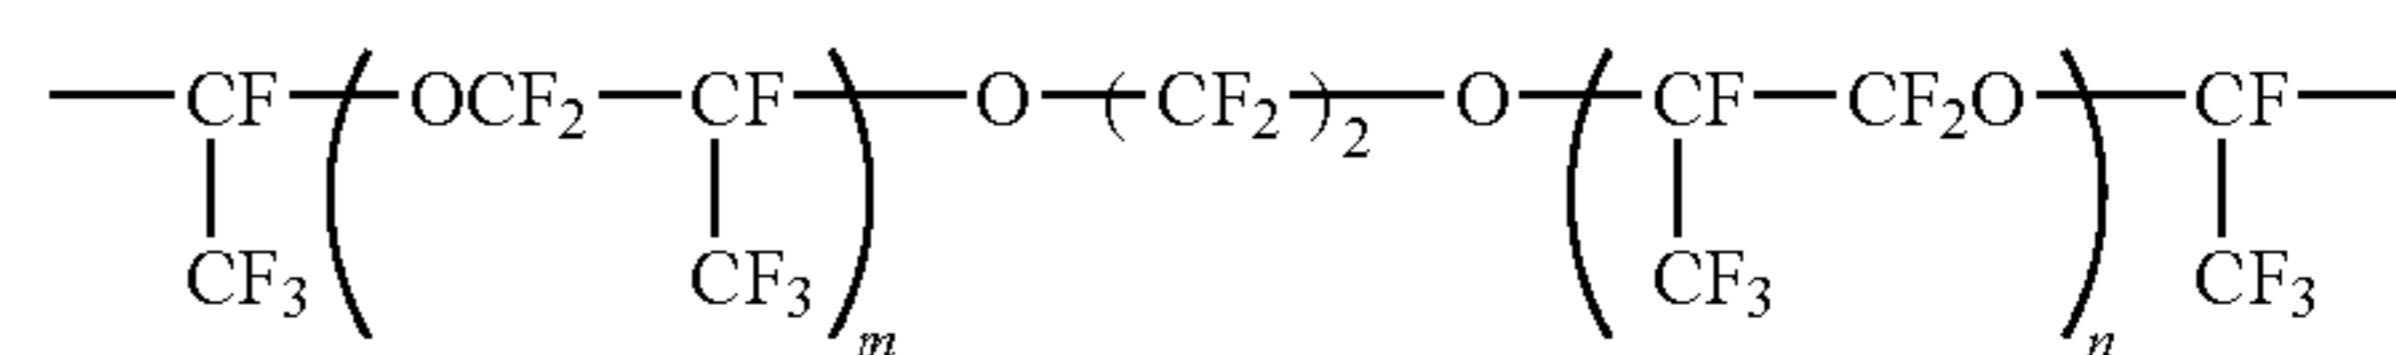 —CF—(OCF₂—CF)—O—(CF₂)₂—O—(CF—CF₂O)—CF—
CF₃ CF₃ CF₃ CF₃
m n